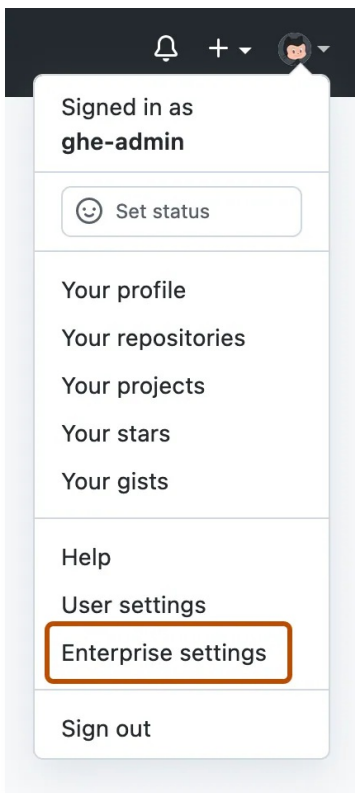 Signed in as
ghe-admin
Set status
Your profile
Your repositories
Your projects
Your stars
Your gists
Help
User settings
Enterprise settings
Sign out